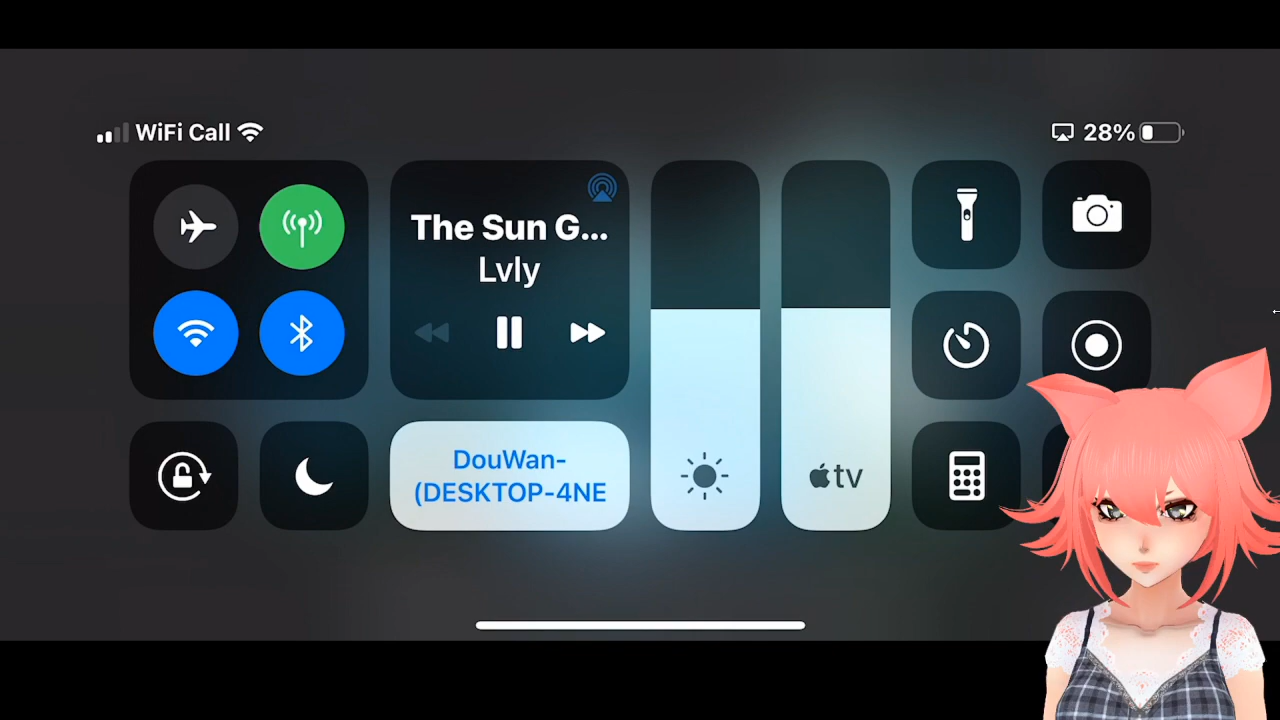 WiFi Call
28%
The Sun G...
Lvly
DouWan-
(DESKTOP-4NE
tv